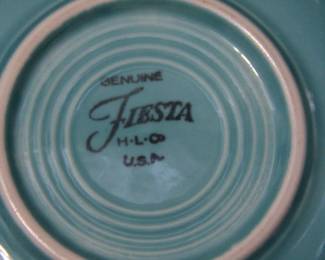 GENUINE
FIESTA
H·L·Co
U.S.A